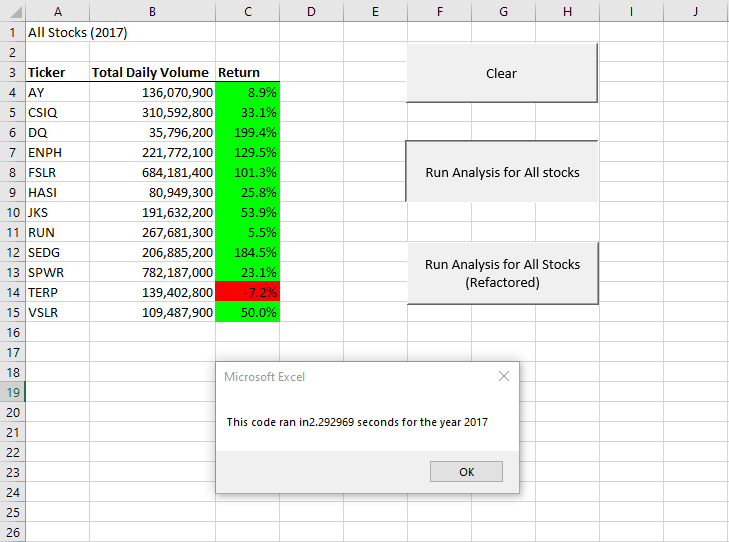 A B C D E F G H I J
1 All Stocks (2017)
2
3 Ticker Total Daily Volume Return
4 AY 136,070,900 8.9%
5 CSIQ 310,592,800 33.1%
6 DQ 35,796,200 199.4%
7 ENPH 221,772,100 129.5%
8 FSLR 684,181,400 101.3%
9 HASI 80,949,300 25.8%
10 JKS 191,632,200 53.9%
11 RUN 267,681,300 5.5%
12 SEDG 206,885,200 184.5%
13 SPWR 782,187,000 23.1%
14 TERP 139,402,800 -7.2%
15 VSLR 109,487,900 50.0%
16
17
18
19
20
21
22
23
24
25
26
Clear
Run Analysis for All stocks
Run Analysis for All Stocks
(Refactored)
Microsoft Excel
This code ran in2.292969 seconds for the year 2017
OK